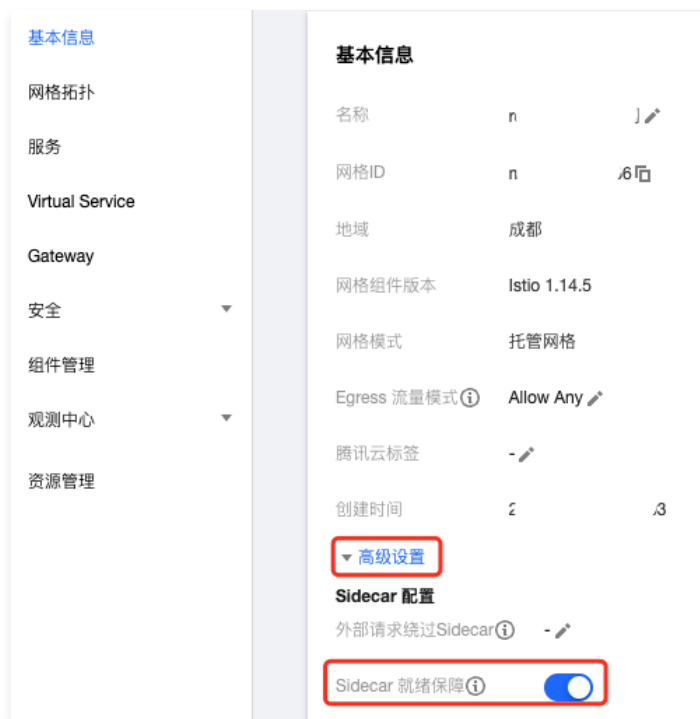 基本信息
网格拓扑
服务
Virtual Service
Gateway
安全
组件管理
观测中心
资源管理
基本信息
名称
网格ID
地域 成都
网格组件版本 Istio 1.14.5
网格模式 托管网格
Egress 流量模式 Allow Any
腾讯云标签 -
创建时间
高级设置
Sidecar 配置
外部请求绕过Sidecar -
Sidecar 就绪保障